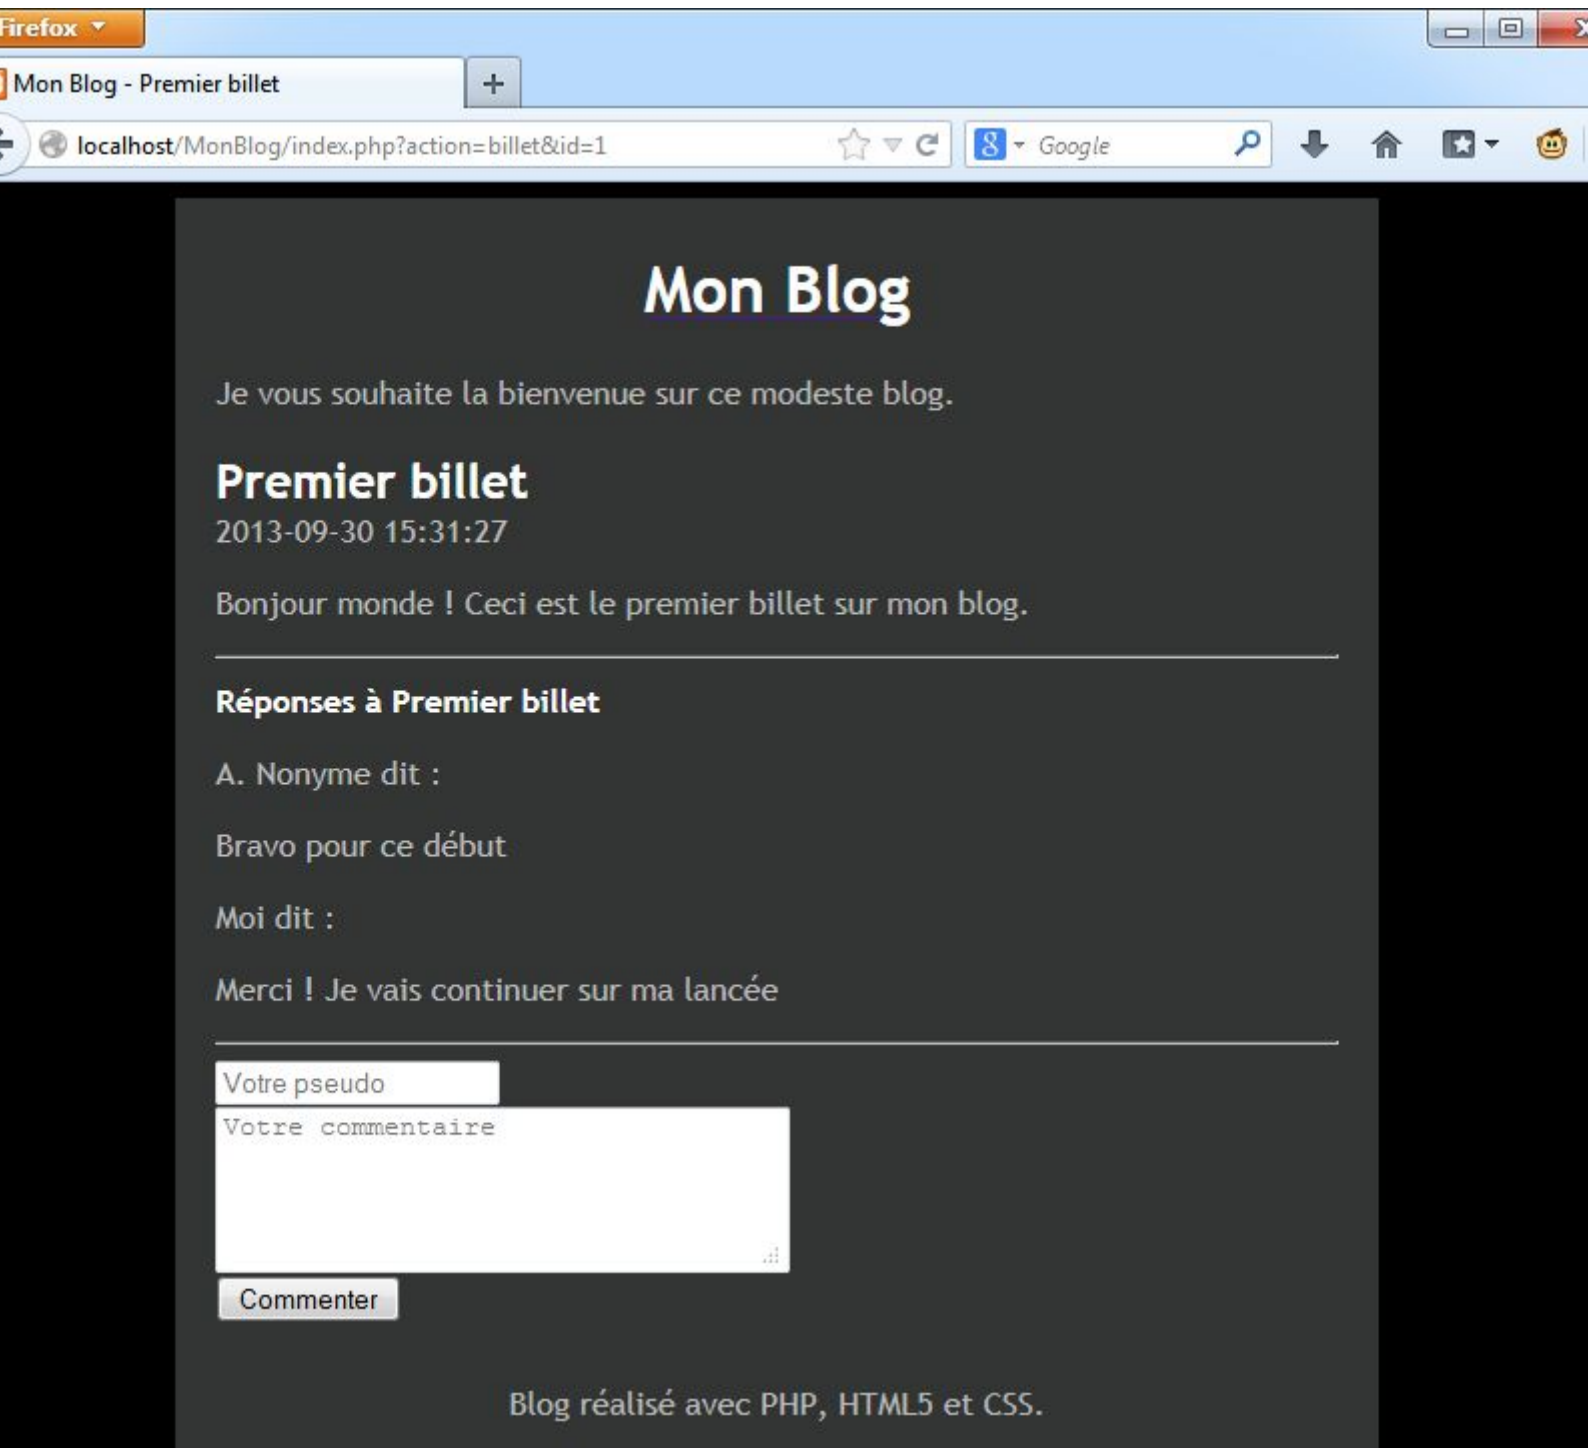 Firefox
Mon Blog - Premier billet
+
localhost/MonBlog/index.php?action=billet&id=1
8
Google
Mon Blog
Je vous souhaite la bienvenue sur ce modeste blog.
Premier billet
2013-09-30 15:31:27
Bonjour monde ! Ceci est le premier billet sur mon blog.
Réponses à Premier billet
A. Nonyme dit :
Bravo pour ce début
Moi dit :
Merci ! Je vais continuer sur ma lancée
Votre pseudo
Votre commentaire
Commenter
Blog réalisé avec PHP, HTML5 et CSS.